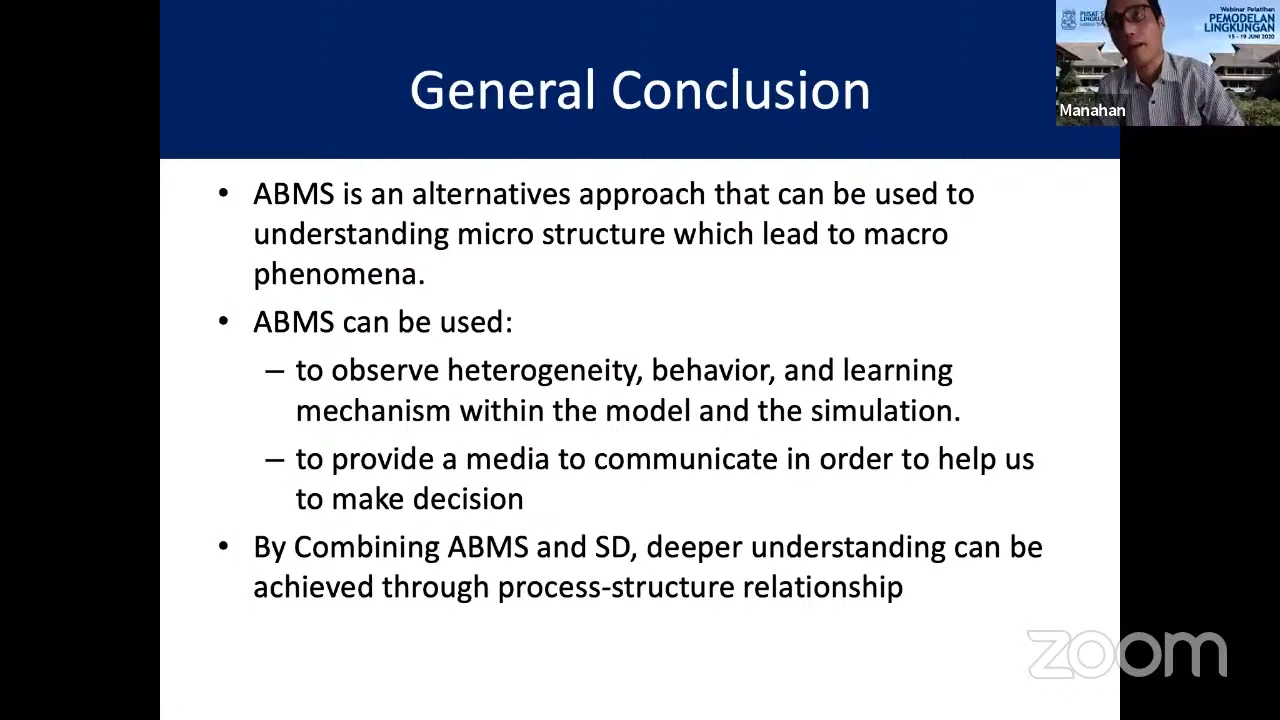 General Conclusion
• ABMS is an alternatives approach that can be used to
understanding micro structure which lead to macro
phenomena.
• ABMS can be used:
– to observe heterogeneity, behavior, and learning
mechanism within the model and the simulation.
– to provide a media to communicate in order to help us
to make decision
• By Combining ABMS and SD, deeper understanding can be
achieved through process-structure relationship
PUSAT
Webinar Pelatihan
PEMODELAN
LINGKUNGAN
15 - 19 JUNI 2020
Manahan
zoom